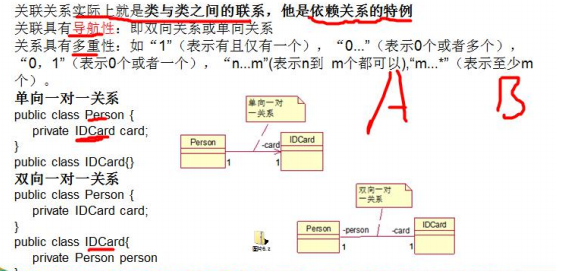 关联关系实际上就是类与类之间的联系，他是依赖关系的特例
关联具有导航性：即双向关系或单向关系
关系具有多重性：如“1”（表示有且仅有一个），“0...”（表示0个或者多个），
“0，1”（表示0个或者一个），“n...m”(表示n到 m个都可以),“m...*”（表示至少m
个）。
A
B
单向一对一关系
public class Person {
private IDCard card;
}
public class IDCard{}
单向一对
一关系
Person
-card
IDCard
1
1
双向一对一关系
public class Person {
private IDCard card;
}
public class IDCard{
private Person person
}
双向一对
一关系
Person
-person
-card
IDCard
1
1